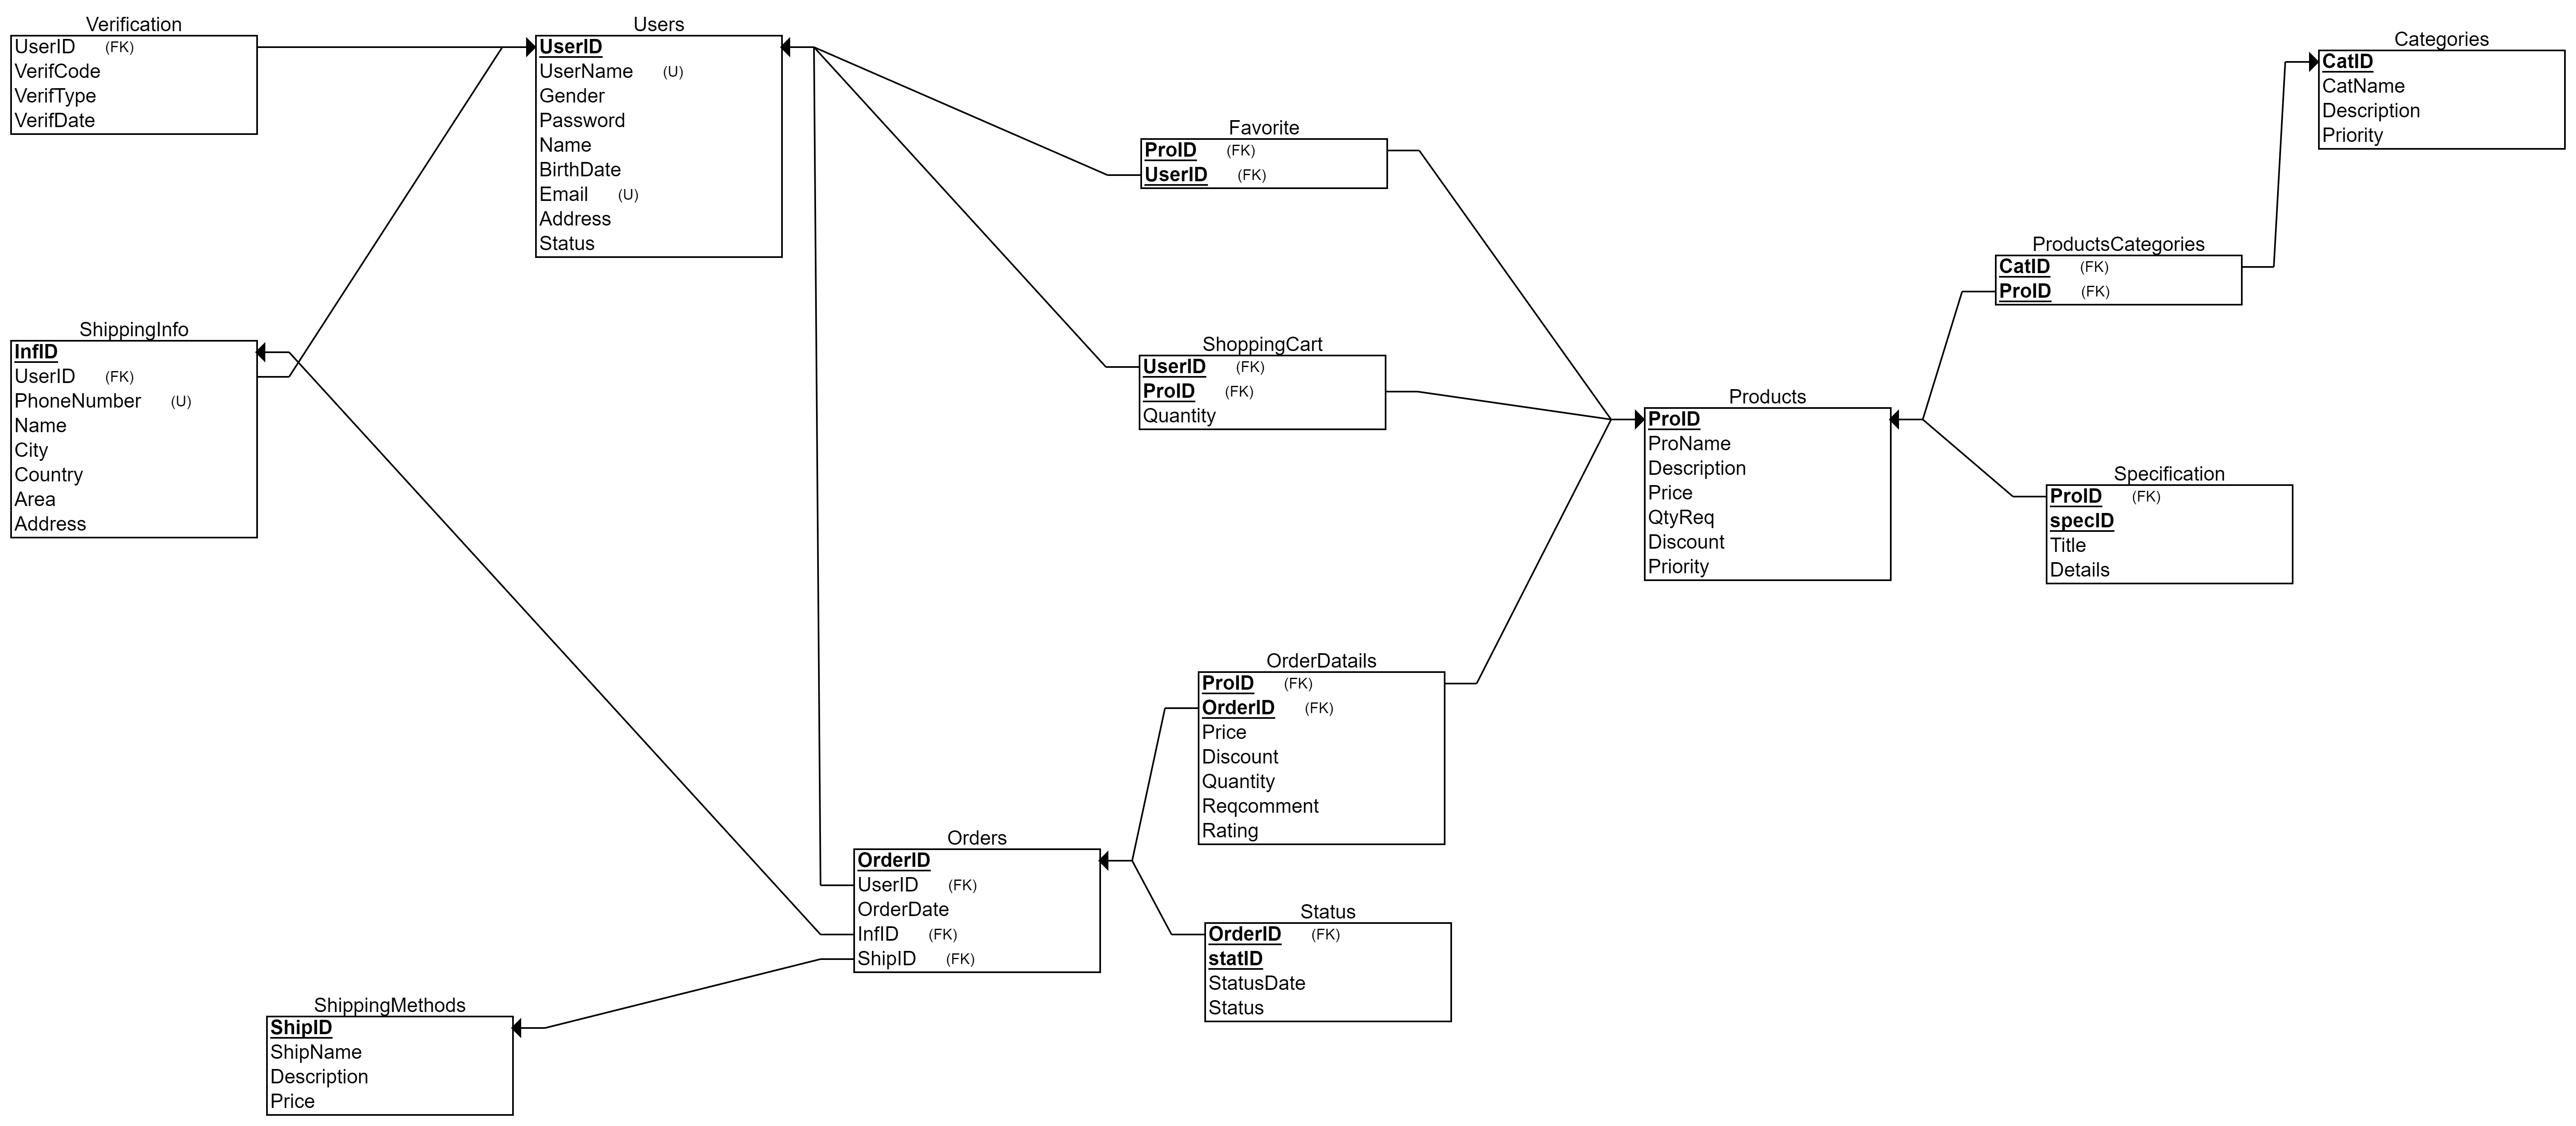 Verification
UserID (FK)
VerifCode
VerifType
VerifDate
Users
UserID
UserName (U)
Gender
Password
Name
BirthDate
Email (U)
Address
Status
Favorite
ProID (FK)
UserID (FK)
Categories
CatID
CatName
Description
Priority
ProductsCategories
CatID (FK)
ProID (FK)
ShippingInfo
InfID
UserID (FK)
PhoneNumber (U)
Name
City
Country
Area
Address
ShoppingCart
UserID (FK)
ProID (FK)
Quantity
Products
ProID
ProName
Description
Price
QtyReq
Discount
Priority
Specification
ProID (FK)
specID
Title
Details
OrderDatails
ProID (FK)
OrderID (FK)
Price
Discount
Quantity
Reqcomment
Rating
Orders
OrderID
UserID (FK)
OrderDate
InfID (FK)
ShipID (FK)
Status
OrderID (FK)
statID
StatusDate
Status
ShippingMethods
ShipID
ShipName
Description
Price